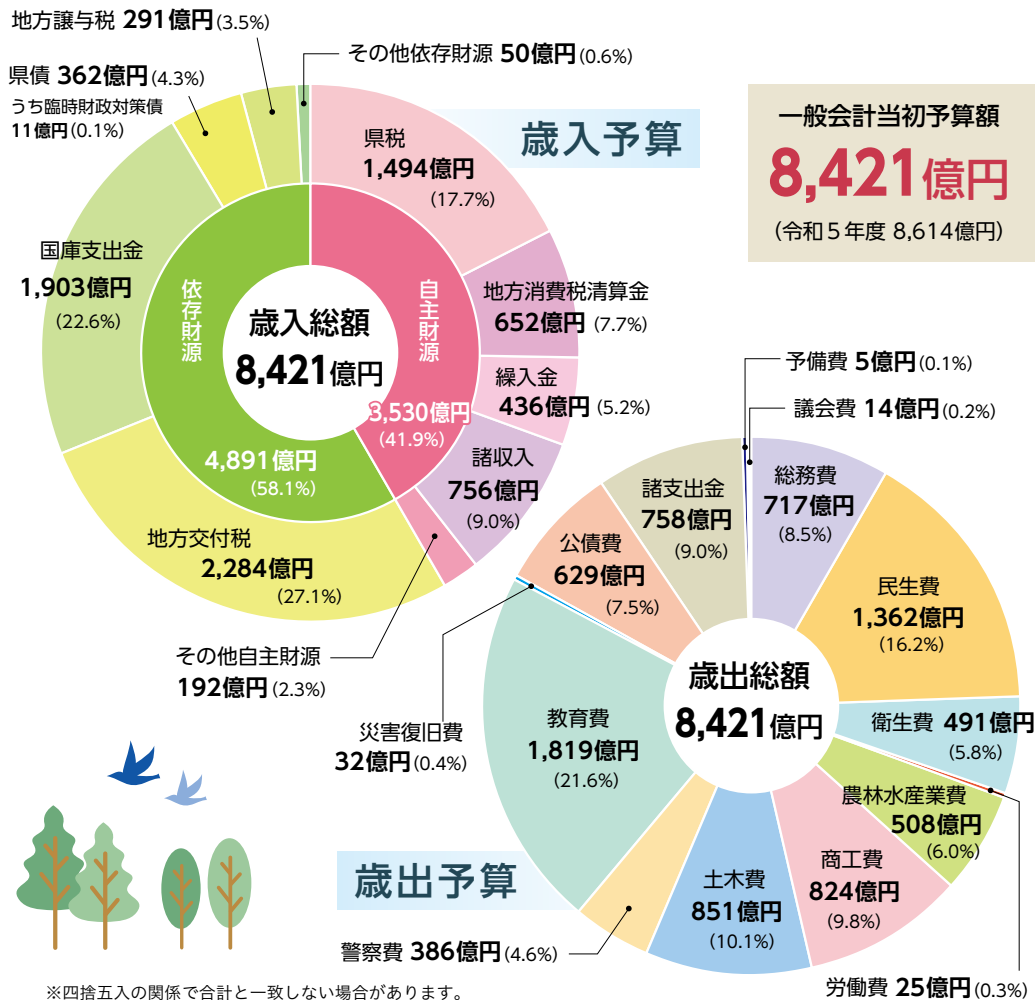 地方譲与税 291億円(3.5%)
その他依存財源 50億円(0.6%)
県債 362億円(4.3%)
うち臨時財政対策債
11億円(0.1%)
歳入予算
県税
1,494億円
(17.7%)
一般会計当初予算額
8,421億円
(令和5年度 8,614億円)
国庫支出金
1,903億円
(22.6%)
依存財源
自主財源
歳入総額
8,421億円
地方消費税清算金
652億円 (7.7%)
繰入金
436億円 (5.2%)
3,530億円
(41.9%)
4,891億円
(58.1%)
諸収入
756億円
(9.0%)
地方交付税
2,284億円
(27.1%)
その他自主財源
192億円(2.3%)
予備費 5億円(0.1%)
議会費 14億円(0.2%)
総務費
717億円
(8.5%)
諸支出金
758億円
(9.0%)
公債費
629億円
(7.5%)
民生費
1,362億円
(16.2%)
歳出総額
8,421億円
衛生費 491億円
(5.8%)
災害復旧費
32億円(0.4%)
教育費
1,819億円
(21.6%)
農林水産業費
508億円
(6.0%)
商工費
824億円
(9.8%)
土木費
851億円
(10.1%)
歳出予算
警察費 386億円(4.6%)
労働費 25億円(0.3%)
※四捨五入の関係で合計と一致しない場合があります。